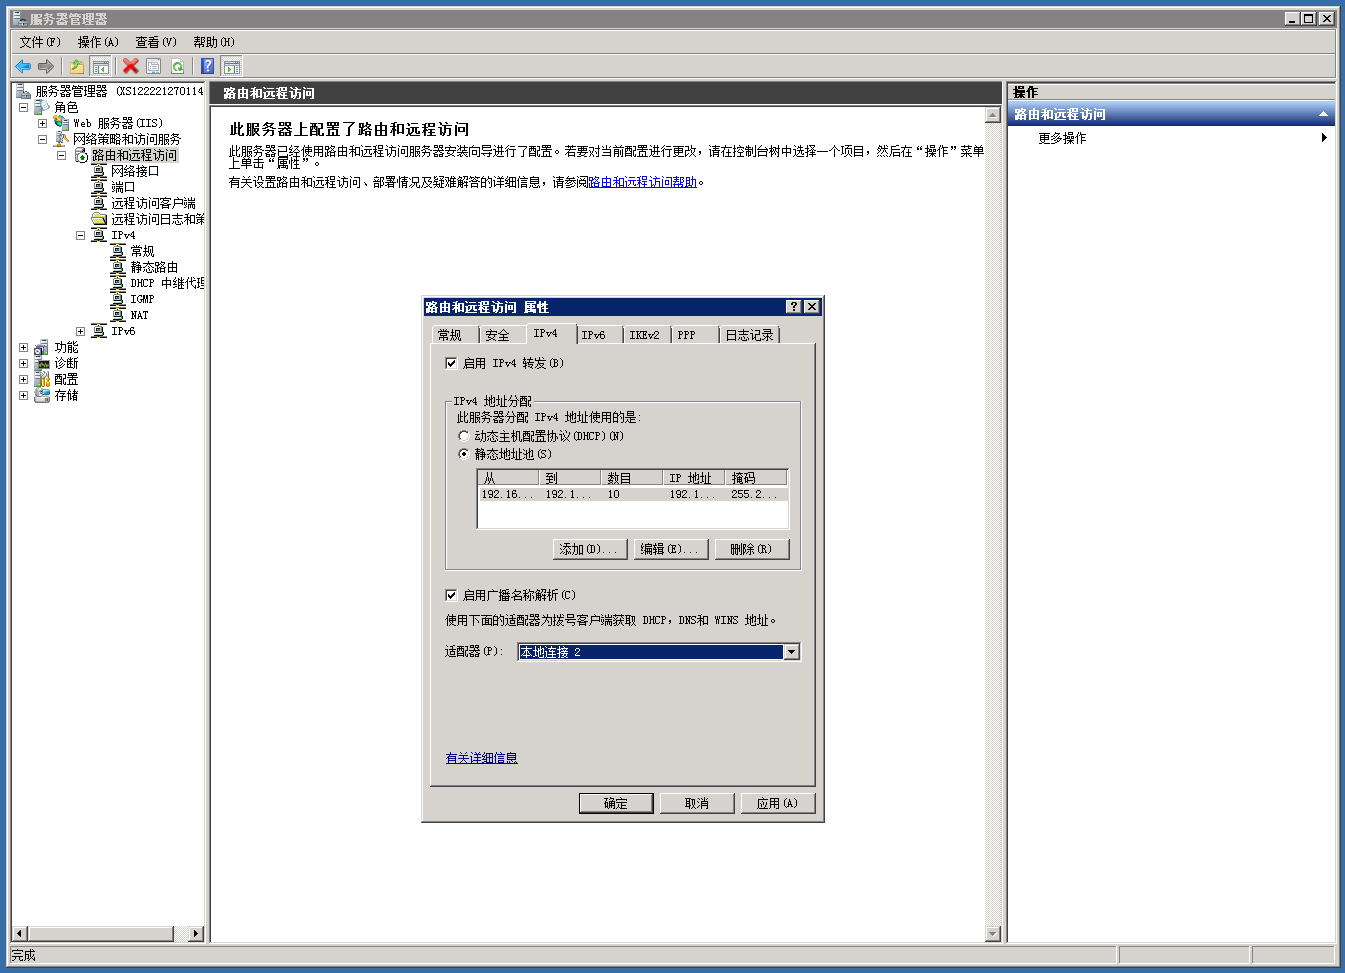 服务器管理器
文件(F) 操作(A) 查看(V) 帮助(H)
服务器管理器 (XS122221270114
角色
Web 服务器(IIS)
网络策略和访问服务
路由和远程访问
网络接口
端口
远程访问客户端
远程访问日志和策
IPv4
常规
静态路由
DHCP 中继代理
IGMP
NAT
IPv6
功能
诊断
配置
存储
路由和远程访问
此服务器上配置了路由和远程访问
此服务器已经使用路由和远程访问服务器安装向导进行了配置。若要对当前配置进行更改，请在控制台树中选择一个项目，然后在“操作”菜单
上单击“属性”。
有关设置路由和远程访问、部署情况及疑难解答的详细信息，请参阅路由和远程访问帮助。
路由和远程访问 属性
常规 安全 IPv4 IPv6 IKEv2 PPP 日志记录
启用 IPv4 转发(B)
IPv4 地址分配
此服务器分配 IPv4 地址使用的是:
动态主机配置协议(DHCP)(N)
静态地址池(S)
从 到 数目 IP 地址 掩码
192.16... 192.1... 10 192.1... 255.2...
添加(D)... 编辑(E)... 删除(R)
启用广播名称解析(C)
使用下面的适配器为拨号客户端获取 DHCP，DNS和 WINS 地址。
适配器(P): 本地连接 2
有关详细信息
确定 取消 应用(A)
操作
路由和远程访问
更多操作
完成